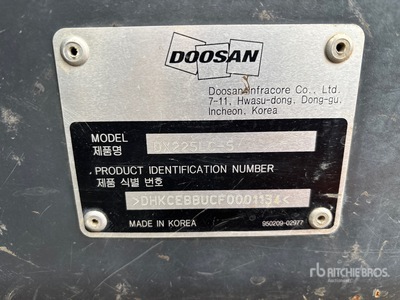 DOOSAN
Doosan Infracore Co., Ltd.
7-11, Hwasu-dong, Dong-gu,
Incheon, Korea
MODEL
제품명
DX225LC-5
PRODUCT IDENTIFICATION NUMBER
제품 식별 번호
>DHKCEBBUCF0001134<
MADE IN KOREA
950209-02977
rb
RITCHIE BROS.